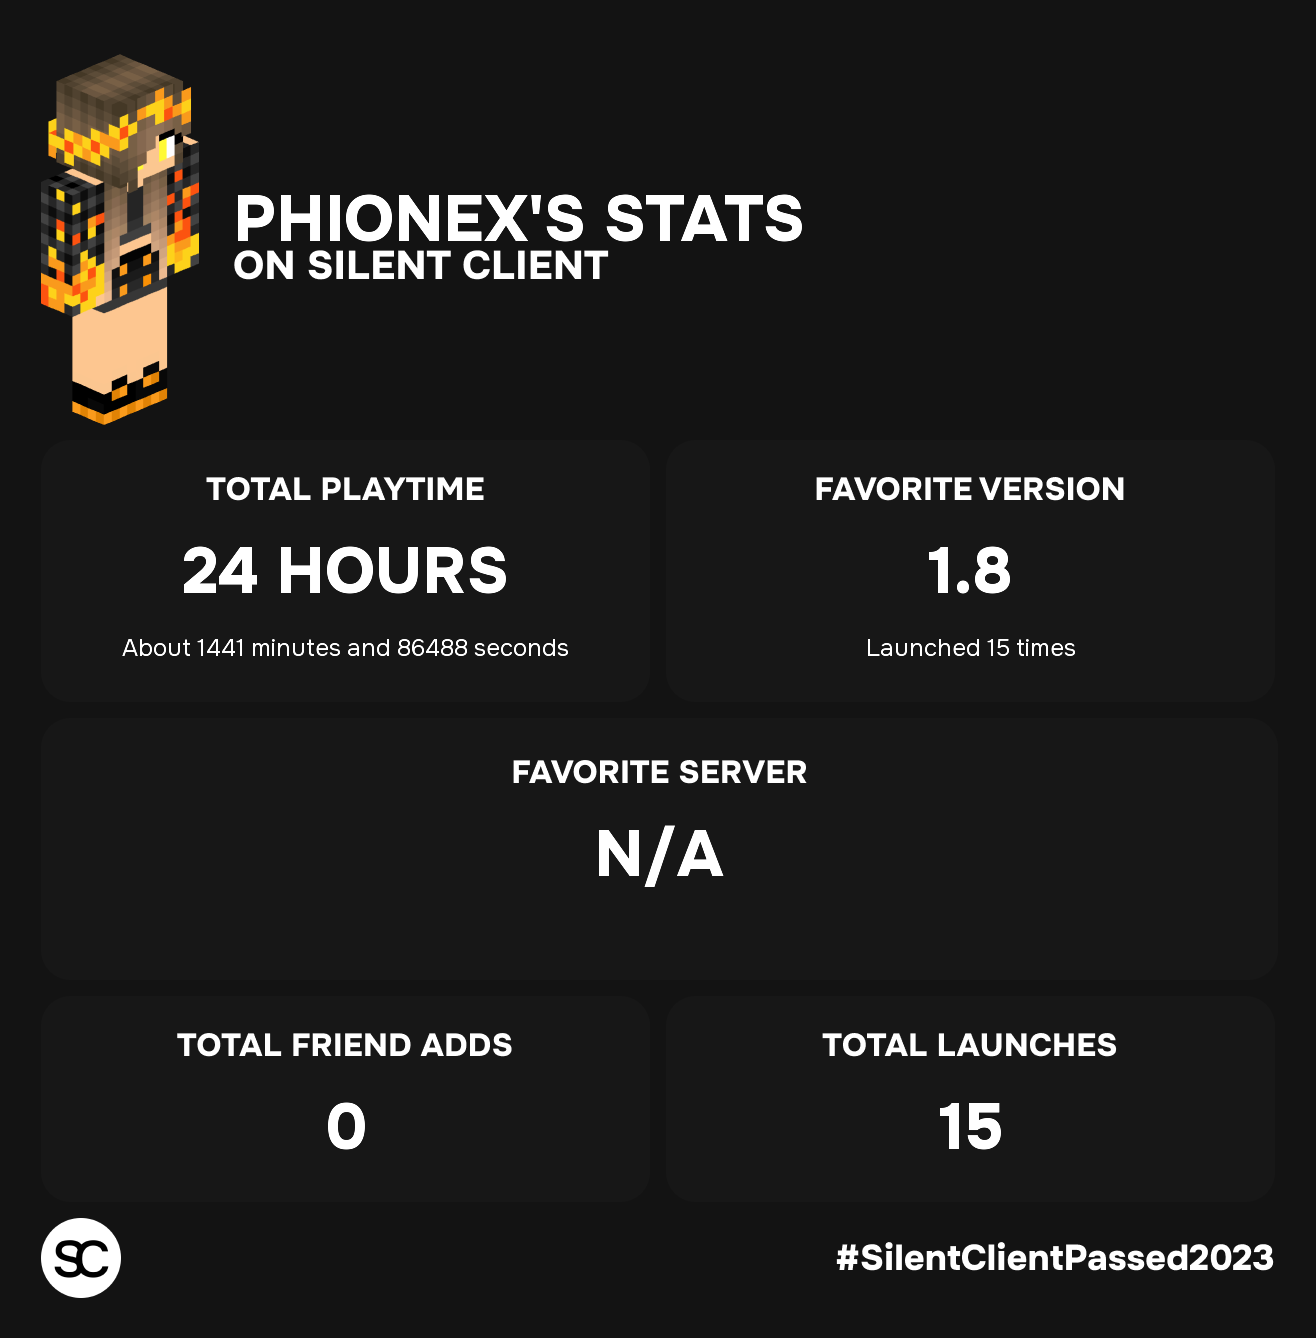 PHIONEX'S STATS
ON SILENT CLIENT
TOTAL PLAYTIME
24 HOURS
About 1441 minutes and 86488 seconds
FAVORITE VERSION
1.8
Launched 15 times
FAVORITE SERVER
N/A
TOTAL FRIEND ADDS
0
TOTAL LAUNCHES
15
SC
#SilentClientPassed2023